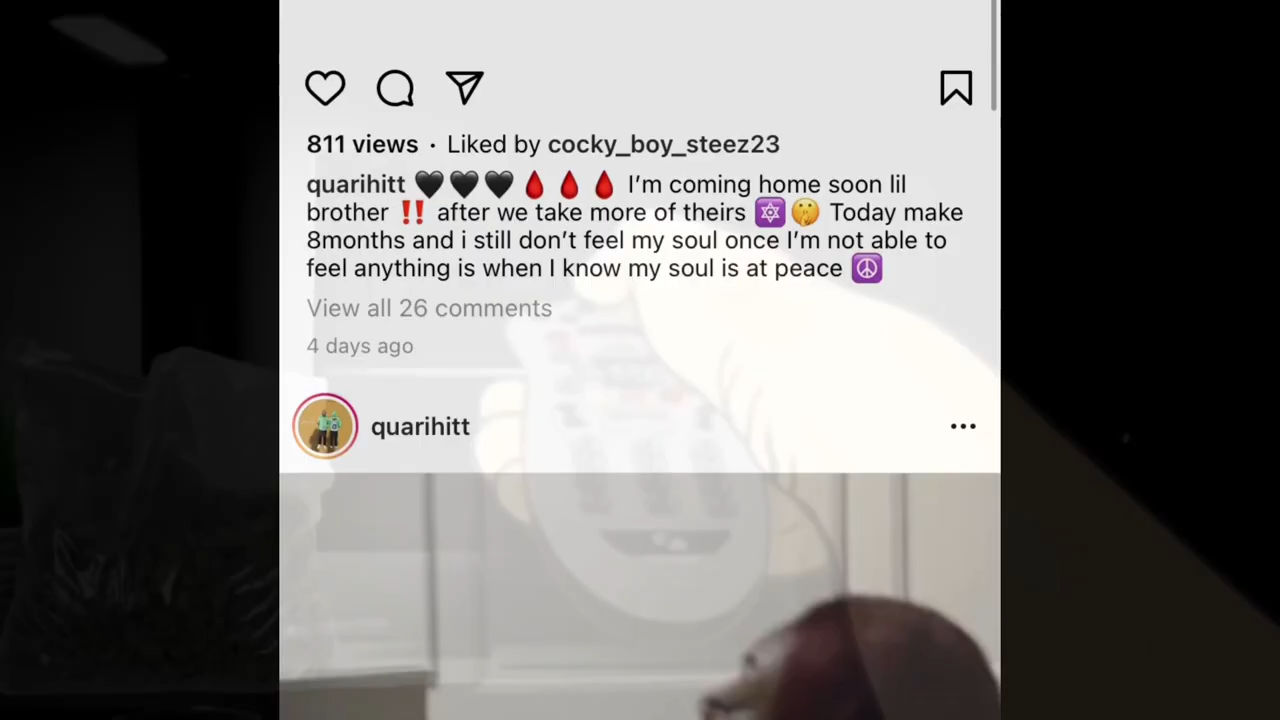 811 views · Liked by cocky_boy_steez23
quarihitt 🖤🖤🖤🩸🩸🩸 I’m coming home soon lil
brother ‼️ after we take more of theirs 🔯🤫 Today make
8months and i still don’t feel my soul once I’m not able to
feel anything is when I know my soul is at peace ☮️
View all 26 comments
4 days ago
quarihitt